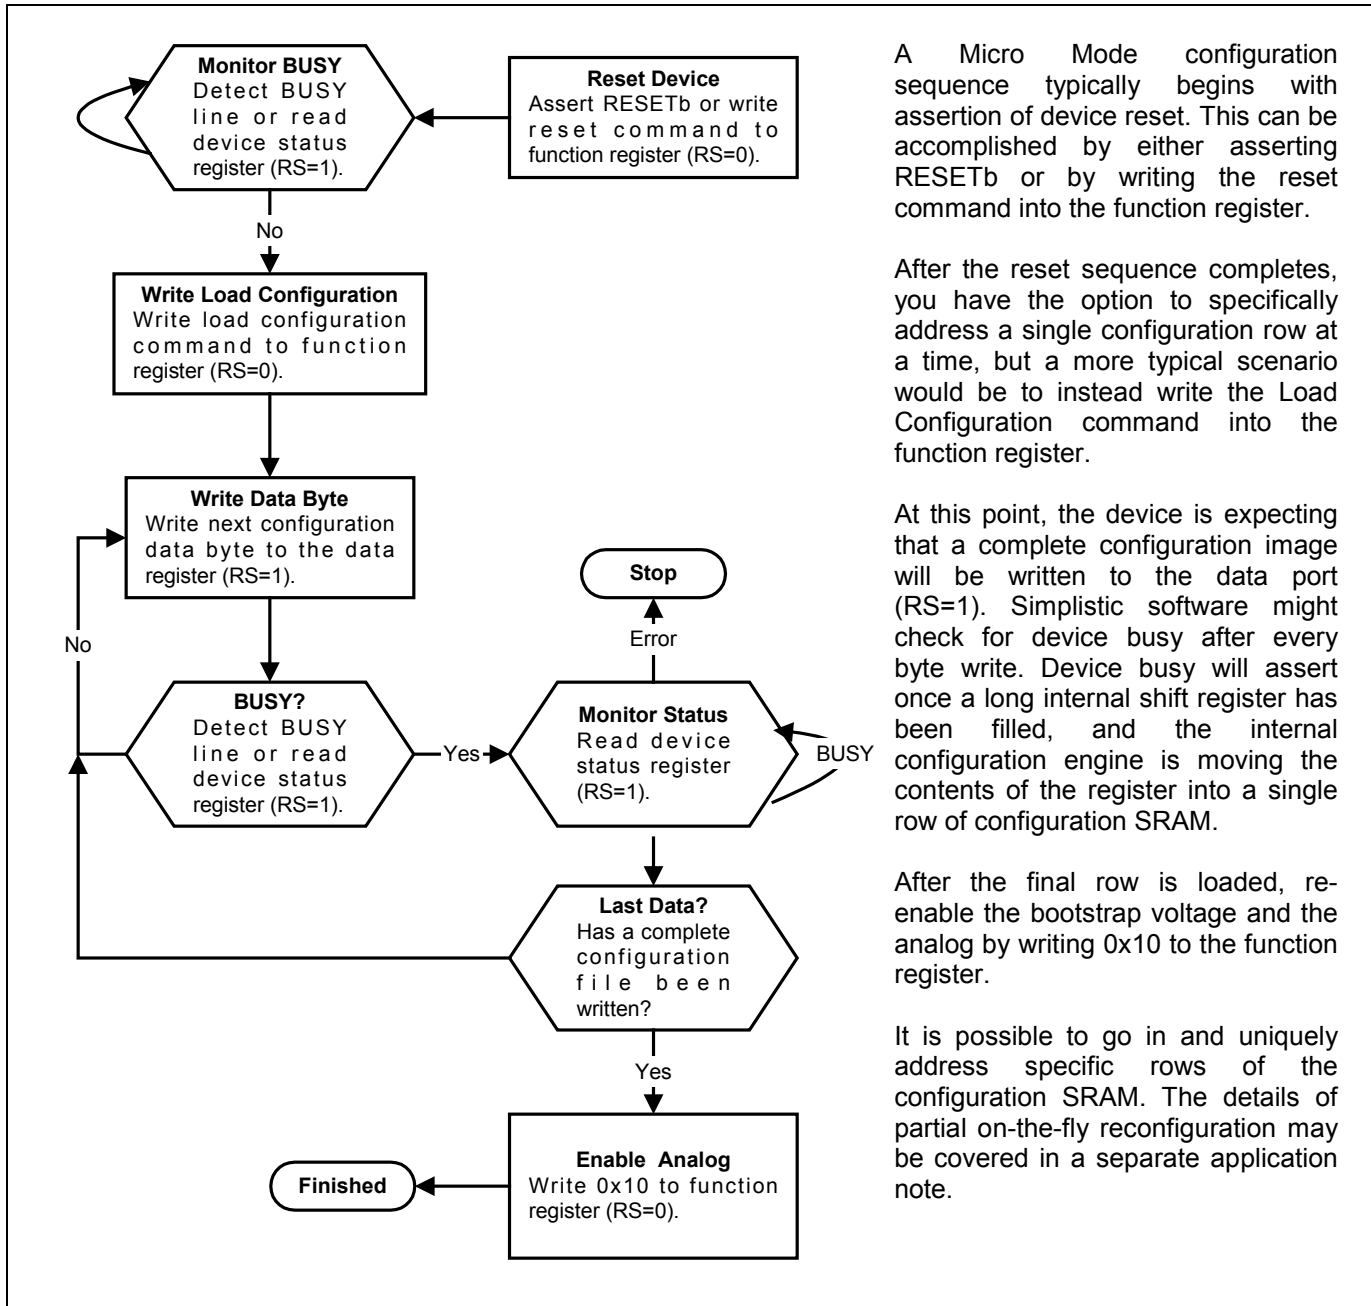 Monitor BUSY
Detect BUSY
line or read
device status
register (RS=1).
Reset Device
Assert RESETb or write
reset command to
function register (RS=0).
No
Write Load Configuration
Write load configuration
command to function
register (RS=0).
Write Data Byte
Write next configuration
data byte to the data
register (RS=1).
No
BUSY?
Detect BUSY
line or read
device status
register (RS=1).
Yes
Stop
Error
Monitor Status
Read device
status register
(RS=1).
BUSY
Last Data?
Has a complete
configuration
file been
written?
Yes
Enable Analog
Write 0x10 to function
register (RS=0).
Finished
A Micro Mode configuration
sequence typically begins with
assertion of device reset. This can be
accomplished by either asserting
RESETb or by writing the reset
command into the function register.
After the reset sequence completes,
you have the option to specifically
address a single configuration row at
a time, but a more typical scenario
would be to instead write the Load
Configuration command into the
function register.
At this point, the device is expecting
that a complete configuration image
will be written to the data port
(RS=1). Simplistic software might
check for device busy after every
byte write. Device busy will assert
once a long internal shift register has
been filled, and the internal
configuration engine is moving the
contents of the register into a single
row of configuration SRAM.
After the final row is loaded, re-
enable the bootstrap voltage and the
analog by writing 0x10 to the function
register.
It is possible to go in and uniquely
address specific rows of the
configuration SRAM. The details of
partial on-the-fly reconfiguration may
be covered in a separate application
note.